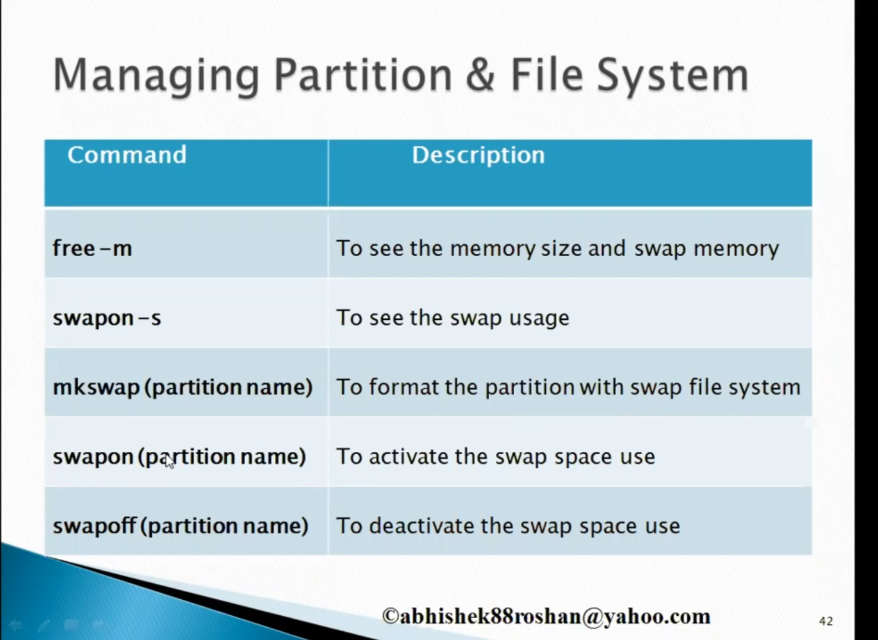 Managing Partition & File System
Command Description
free –m To see the memory size and swap memory
swapon –s To see the swap usage
mkswap (partition name) To format the partition with swap file system
swapon (partition name) To activate the swap space use
swapoff (partition name) To deactivate the swap space use
©abhishek88roshan@yahoo.com
42